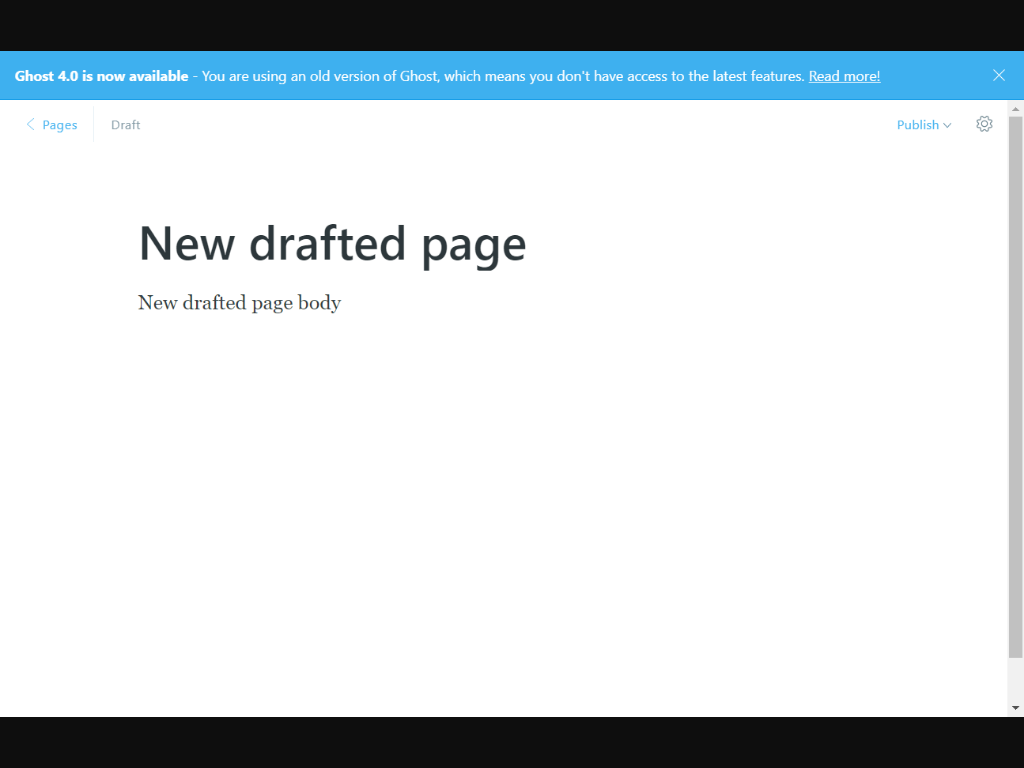 Ghost 4.0 is now available - You are using an old version of Ghost, which means you don't have access to the latest features. Read more!
Pages Draft Publish
New drafted page
New drafted page body